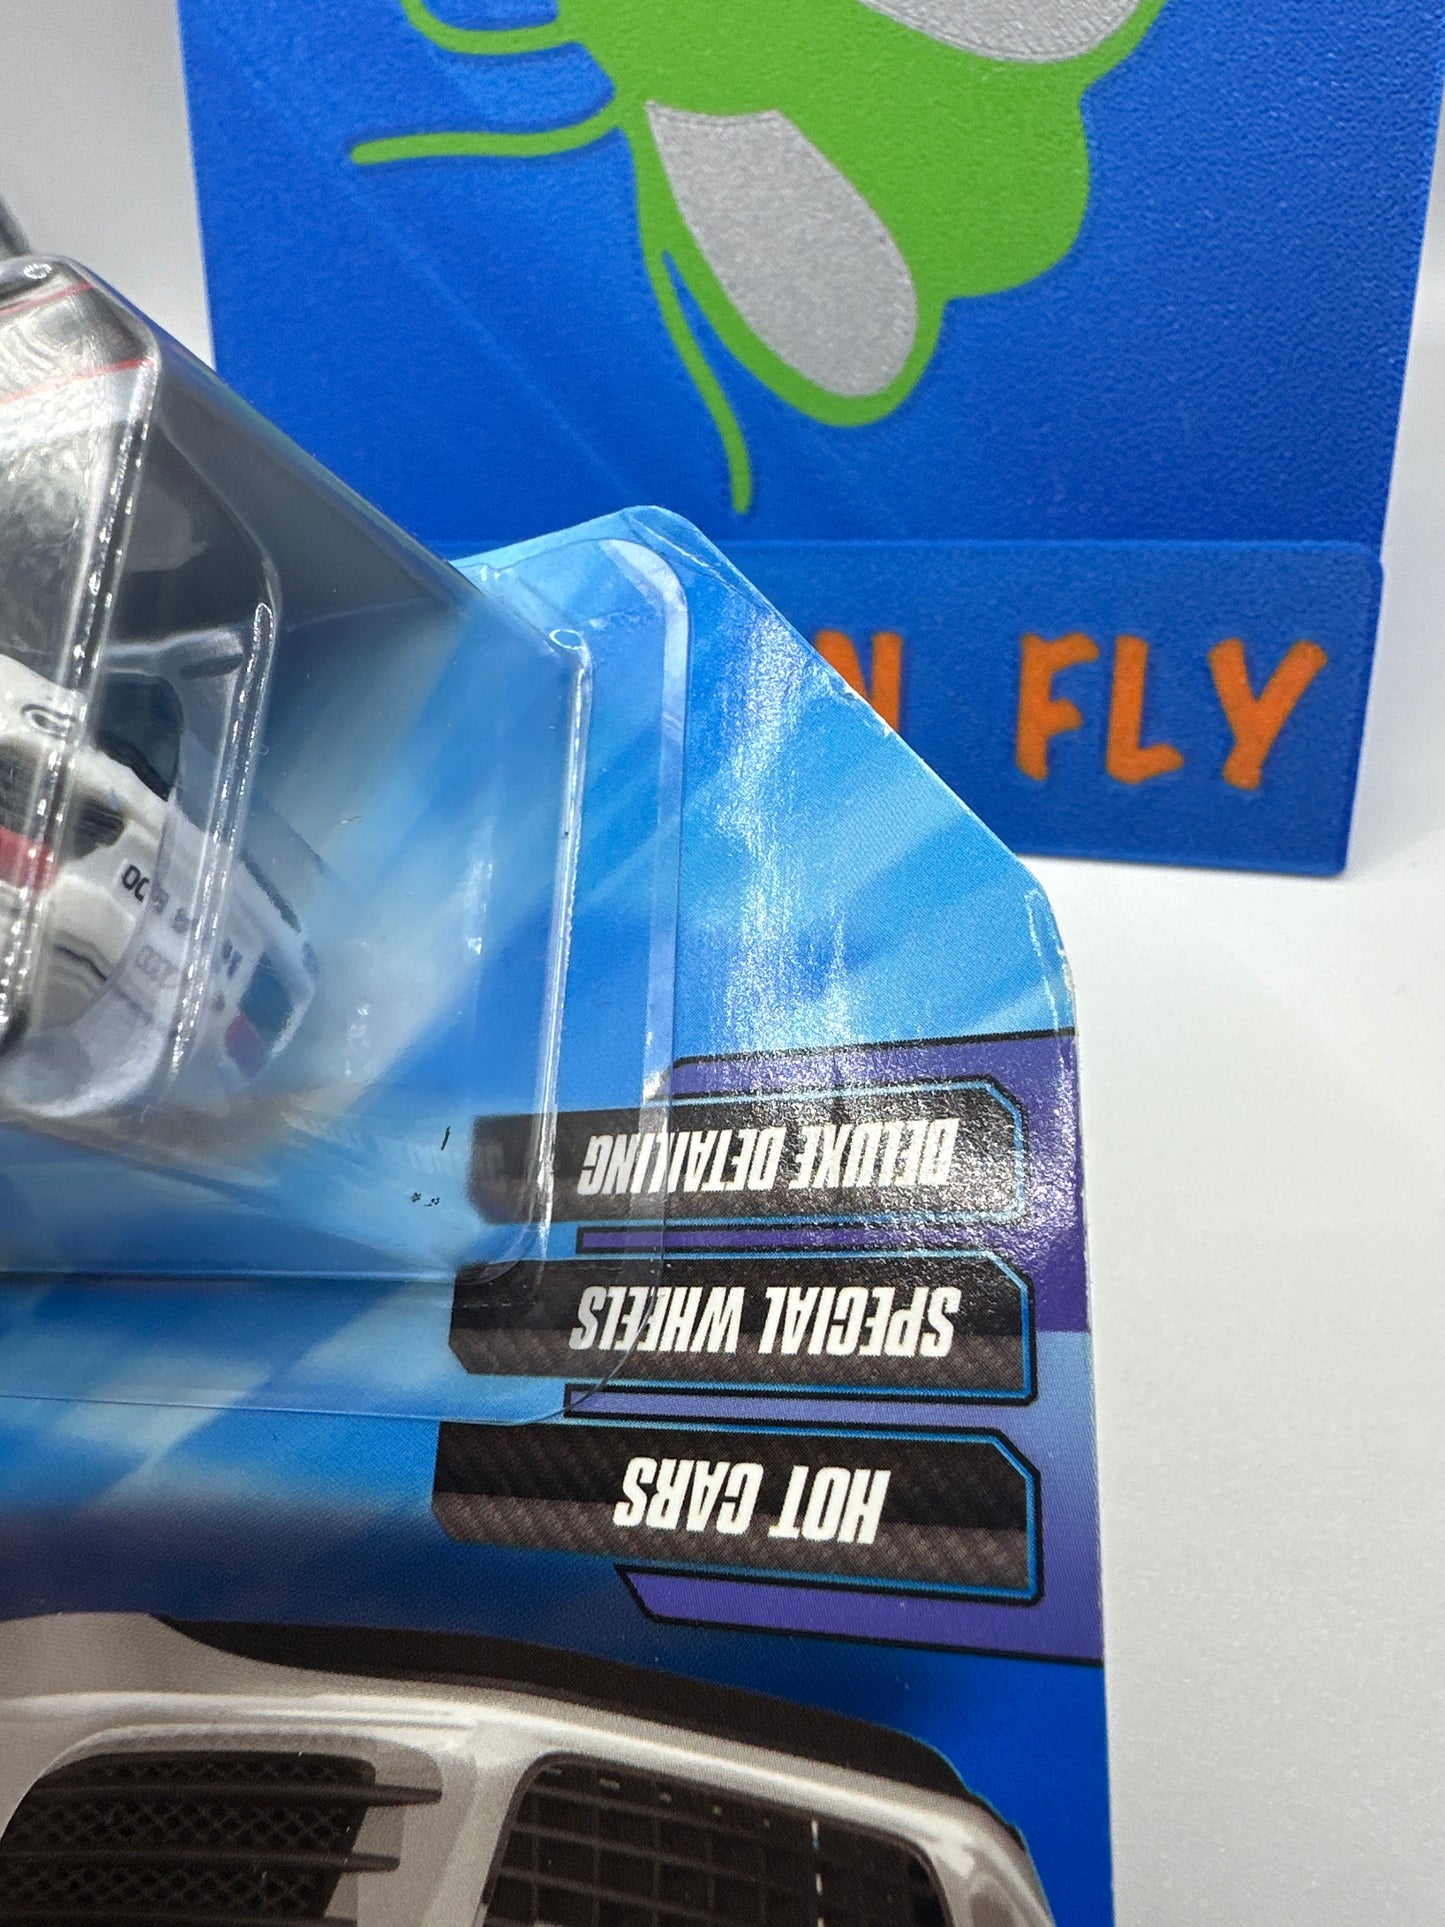 N FLY
HOT CARS
SPECIAL WHEELS
DELUXE DETAILING